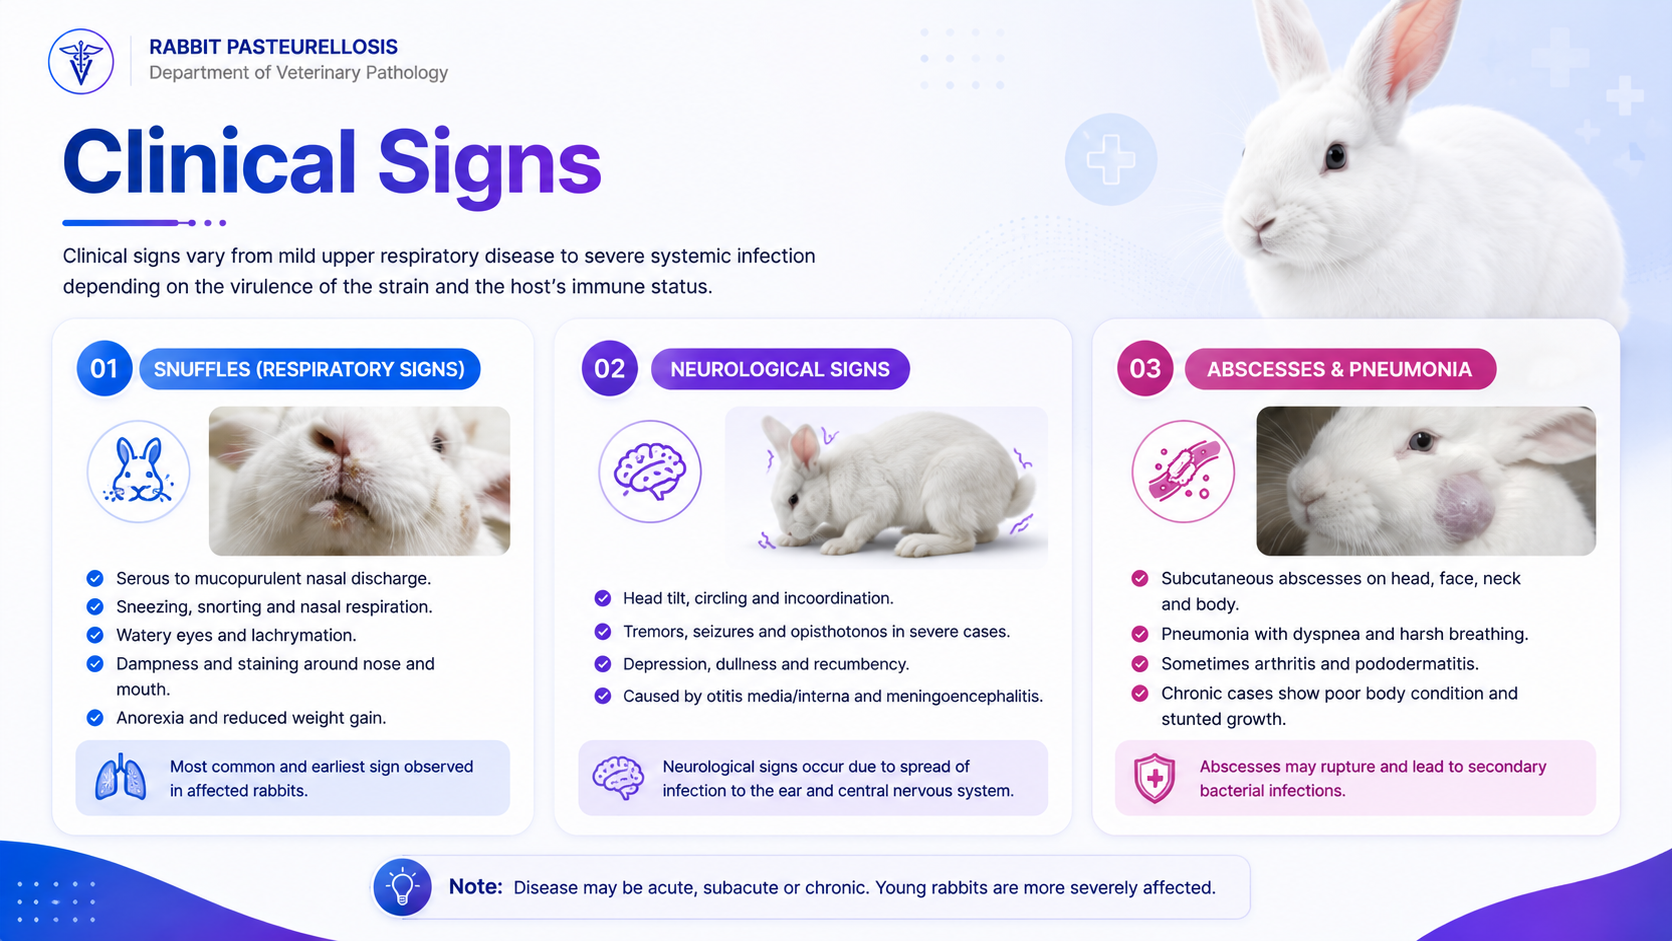 RABBIT PASTEURELLOSIS
Department of Veterinary Pathology
Clinical Signs
Clinical signs vary from mild upper respiratory disease to severe systemic infection
depending on the virulence of the strain and the host's immune status.
01 SNUFFLES (RESPIRATORY SIGNS)
Serous to mucopurulent nasal discharge.
Sneezing, snorting and nasal respiration.
Watery eyes and lachrymation.
Dampness and staining around nose and
mouth.
Anorexia and reduced weight gain.
Most common and earliest sign observed
in affected rabbits.
02 NEUROLOGICAL SIGNS
Head tilt, circling and incoordination.
Tremors, seizures and opisthotonos in severe cases.
Depression, dullness and recumbency.
Caused by otitis media/interna and meningoencephalitis.
Neurological signs occur due to spread of
infection to the ear and central nervous system.
03 ABSCESSES & PNEUMONIA
Subcutaneous abscesses on head, face, neck
and body.
Pneumonia with dyspnea and harsh breathing.
Sometimes arthritis and pododermatitis.
Chronic cases show poor body condition and
stunted growth.
Abscesses may rupture and lead to secondary
bacterial infections.
Note: Disease may be acute, subacute or chronic. Young rabbits are more severely affected.